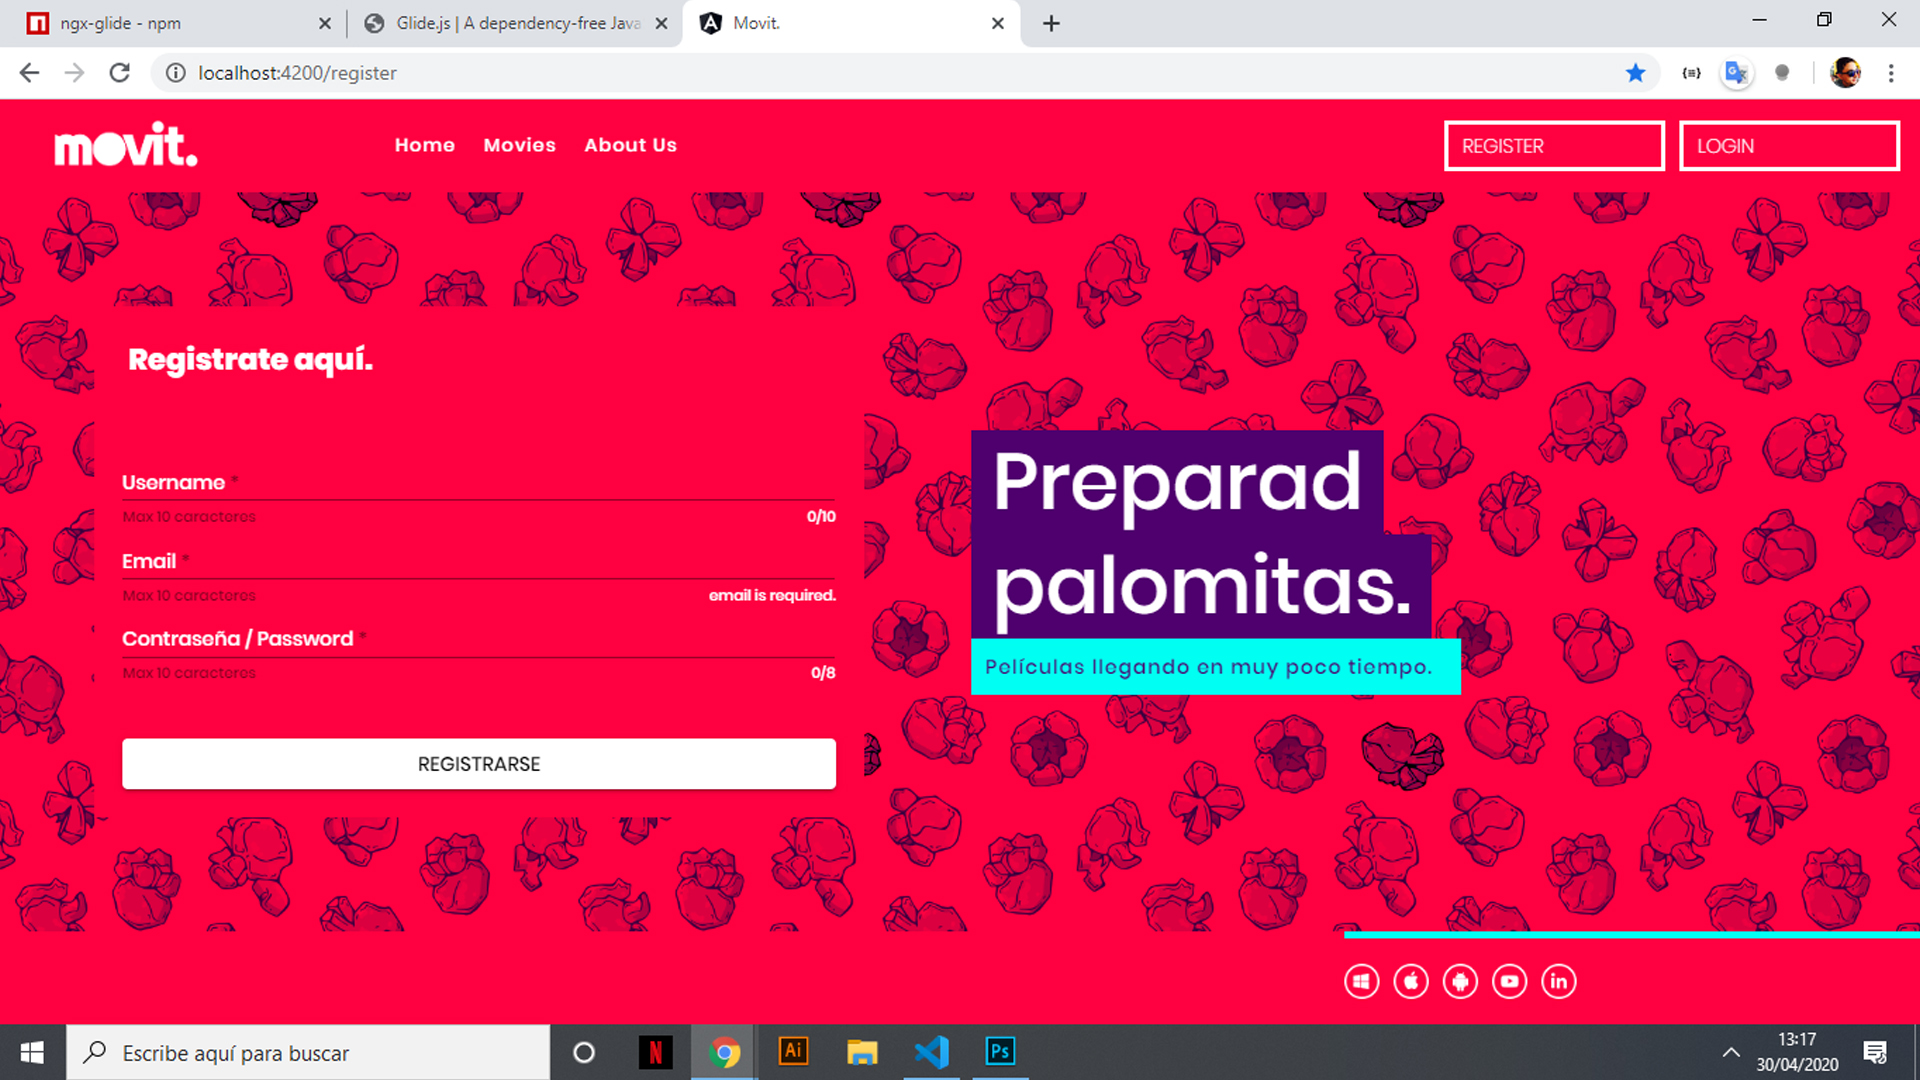 ngx-glide - npm
Glide.js | A dependency-free Java
Movit.
localhost:4200/register
movit.
Home Movies About Us
REGISTER
LOGIN
Registrate aquí.
Username *
Max 10 caracteres 0/10
Email *
Max 10 caracteres email is required.
Contraseña / Password *
Max 10 caracteres 0/8
REGISTRARSE
Preparad
palomitas.
Películas llegando en muy poco tiempo.
in
Escribe aquí para buscar
N
Ai
Ps
13:17
30/04/2020